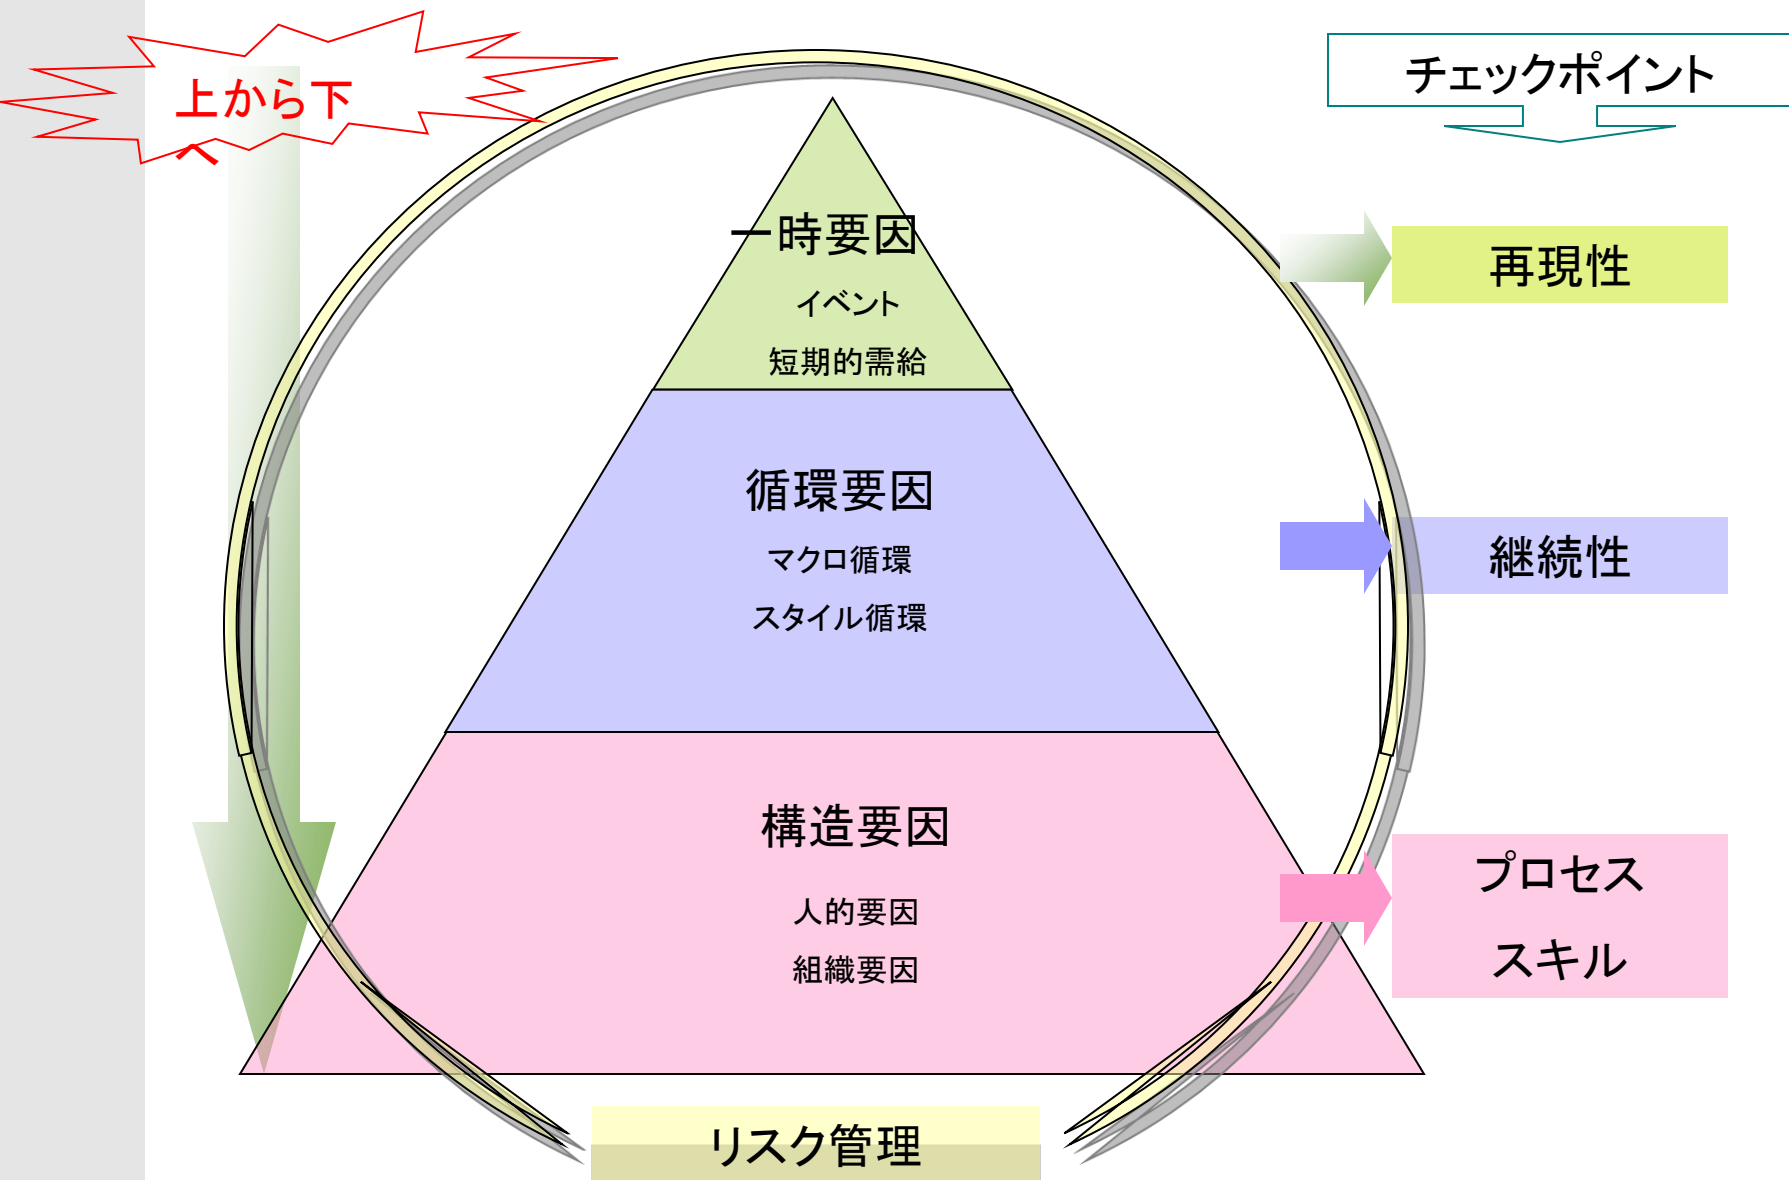 上から下
へ
チェックポイント
一時要因
イベント
短期的需給
再現性
循環要因
マクロ循環
スタイル循環
継続性
構造要因
人的要因
組織要因
プロセス
スキル
リスク管理